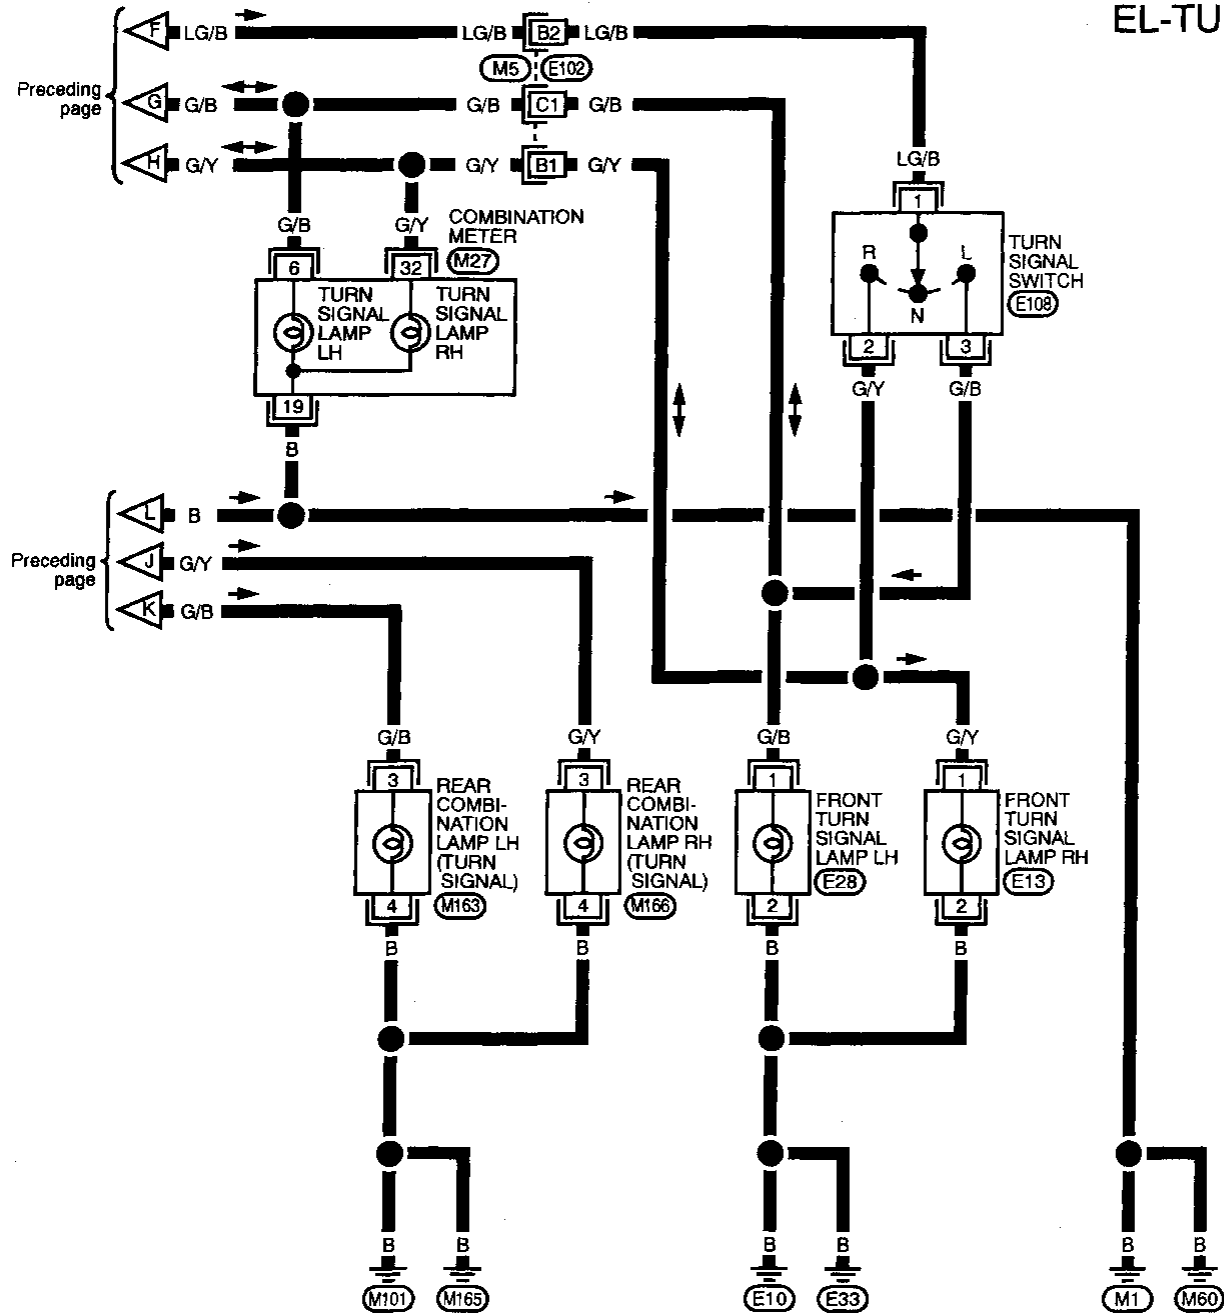 EL-TU
F LG/B LG/B B2 LG/B
M5 E102
Preceding
page
G G/B G/B C1 G/B
H G/Y G/Y B1 G/Y
LG/B
1
G/B G/Y
COMBINATION
METER
M27
6 32
TURN
SIGNAL
LAMP
LH
TURN
SIGNAL
LAMP
RH
19
B
R L
N
TURN
SIGNAL
SWITCH
E108
2 3
G/Y G/B
Preceding
page
L B
J G/Y
K G/B
G/B G/Y G/B G/Y
3 3 1 1
REAR
COMBI-
NATION
LAMP LH
(TURN
SIGNAL)
M163
REAR
COMBI-
NATION
LAMP RH
(TURN
SIGNAL)
M166
FRONT
TURN
SIGNAL
LAMP LH
E28
FRONT
TURN
SIGNAL
LAMP RH
E13
4 4 2 2
B B B B
B B B B B B
M101 M165 E10 E33 M1 M60